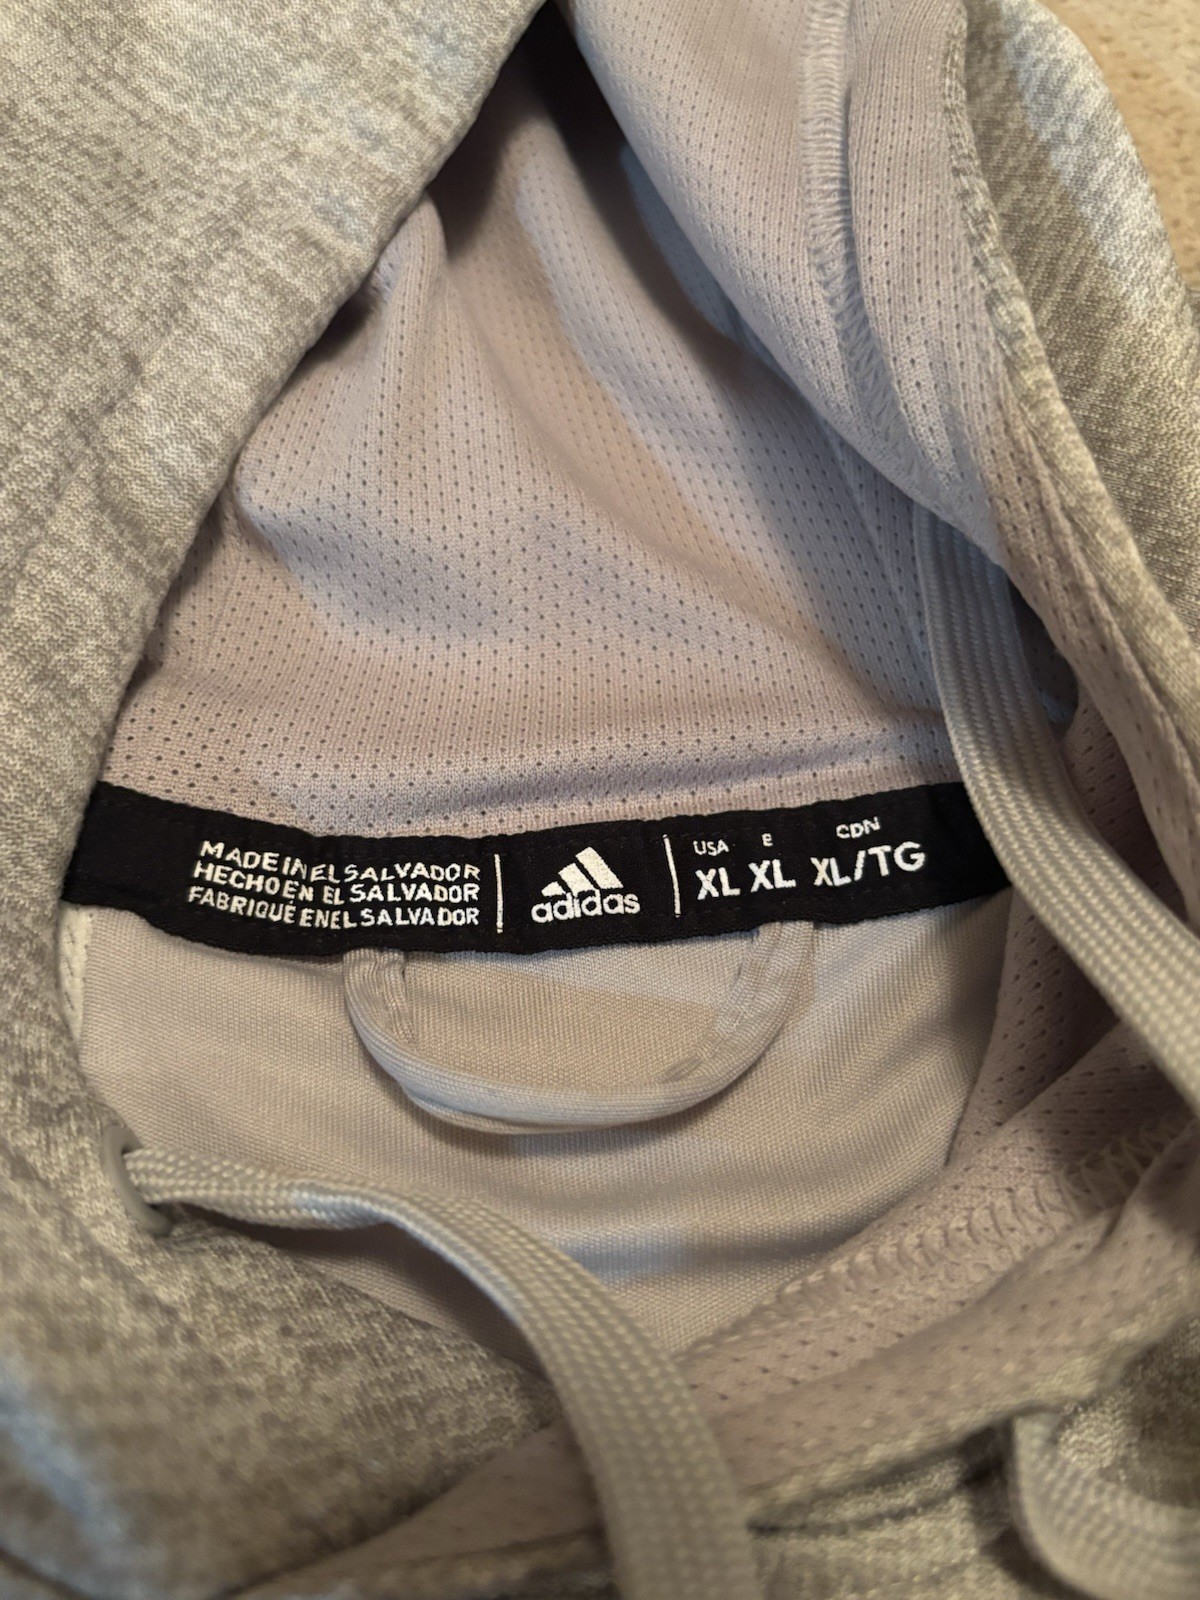 MADE IN EL SALVADOR
HECHO EN EL SALVADOR
FABRIQUÉ EN EL SALVADOR
adidas
USA E CDN
XL XL XL/TG